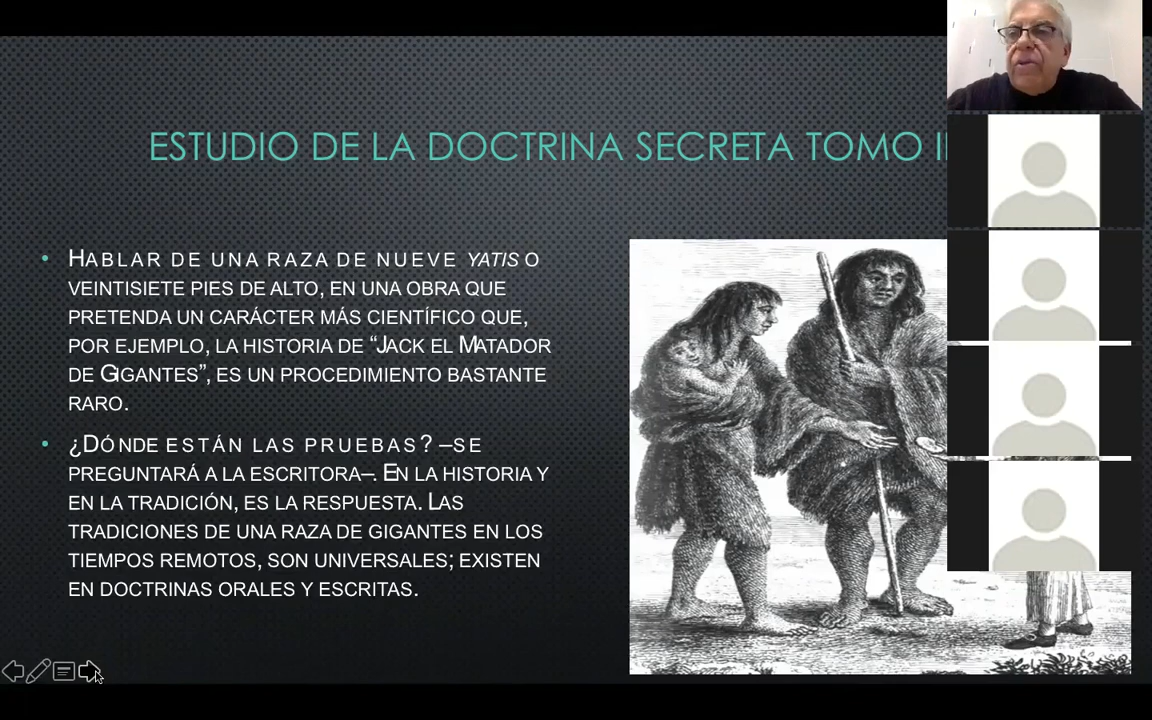 ESTUDIO DE LA DOCTRINA SECRETA TOMO
HABLAR DE UNA RAZA DE NUEVE YATIS O
VEINTISIETE PIES DE ALTO, EN UNA OBRA QUE
PRETENDA UN CARÁCTER MÁS CIENTÍFICO QUE,
POR EJEMPLO, LA HISTORIA DE “JACK EL MATADOR
DE GIGANTES”, ES UN PROCEDIMIENTO BASTANTE
RARO.
¿DÓNDE ESTÁN LAS PRUEBAS? –SE
PREGUNTARÁ A LA ESCRITORA–. EN LA HISTORIA Y
EN LA TRADICIÓN, ES LA RESPUESTA. LAS
TRADICIONES DE UNA RAZA DE GIGANTES EN LOS
TIEMPOS REMOTOS, SON UNIVERSALES; EXISTEN
EN DOCTRINAS ORALES Y ESCRITAS.